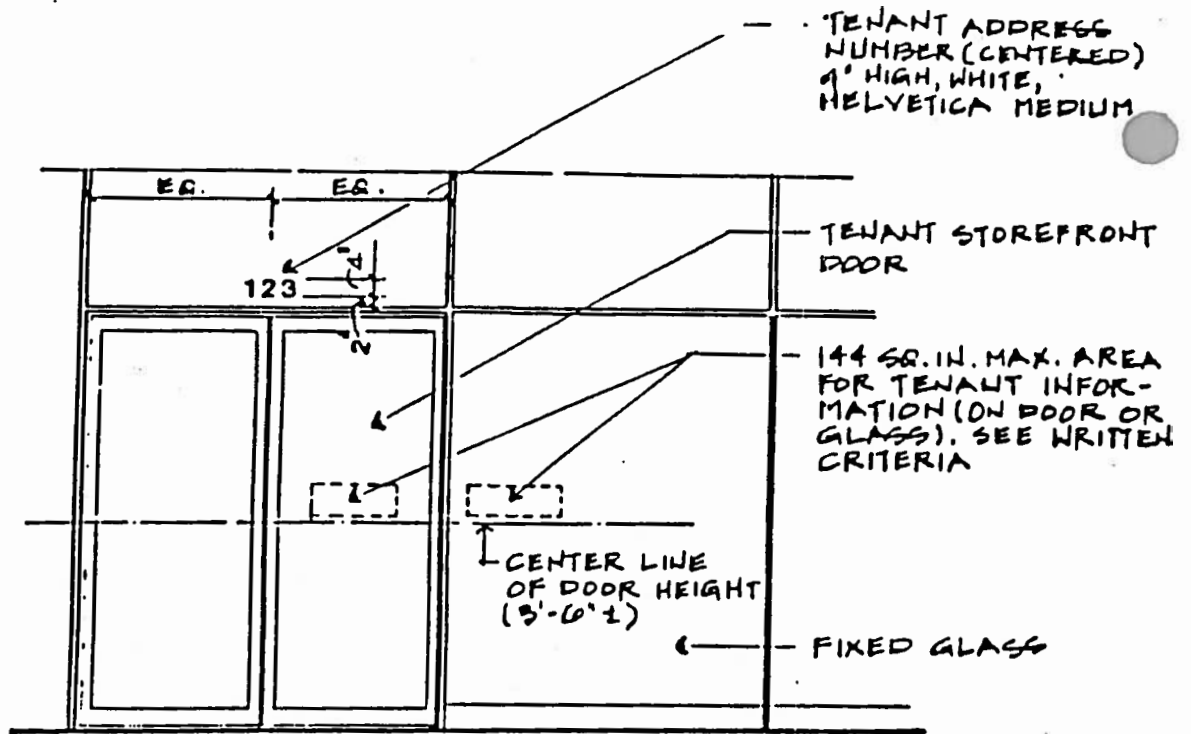 TENANT ADDRESS
NUMBER (CENTERED)
4" HIGH, WHITE,
HELVETICA MEDIUM
EQ. EQ.
4"
123
2"
TENANT STOREFRONT
DOOR
144 SQ. IN. MAX. AREA
FOR TENANT INFOR-
MATION (ON DOOR OR
GLASS). SEE WRITTEN
CRITERIA
CENTER LINE
OF DOOR HEIGHT
(3'-6"±)
FIXED GLASS